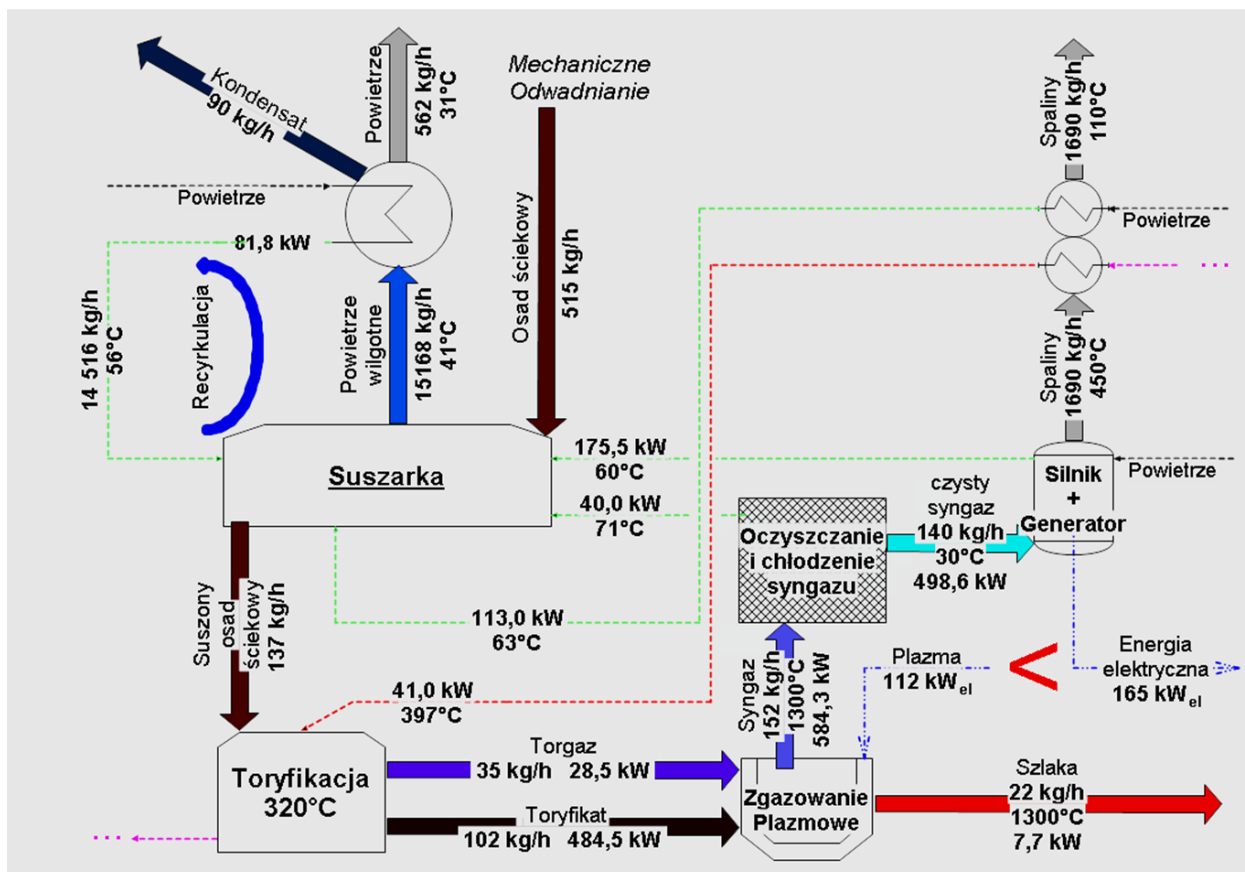 Kondensat
90 kg/h
Powietrze
562 kg/h
31°C
Mechaniczne
Odwadnianie
Spaliny
1690 kg/h
110°C
Powietrze
Powietrze
81,8 kW
14 516 kg/h
56°C
Recyrkulacja
Powietrze
wilgotne
15168 kg/h
41°C
Osad ściekowy
515 kg/h
Spaliny
1690 kg/h
450°C
Suszarka
175,5 kW
60°C
40,0 kW
71°C
Powietrze
Silnik
+
Generator
czysty
syngaz
140 kg/h
30°C
498,6 kW
Oczyszczanie
i chłodzenie
syngazu
Suszony
osad
ściekowy
137 kg/h
113,0 kW
63°C
41,0 kW
397°C
Syngaz
152 kg/h
1300°C
584,3 kW
Plazma
112 kWel
<
Energia
elektryczna
165 kWel
Toryfikacja
320°C
Torgaz
35 kg/h 28,5 kW
Toryfikat
102 kg/h 484,5 kW
Zgazowanie
Plazmowe
Szlaka
22 kg/h
1300°C
7,7 kW